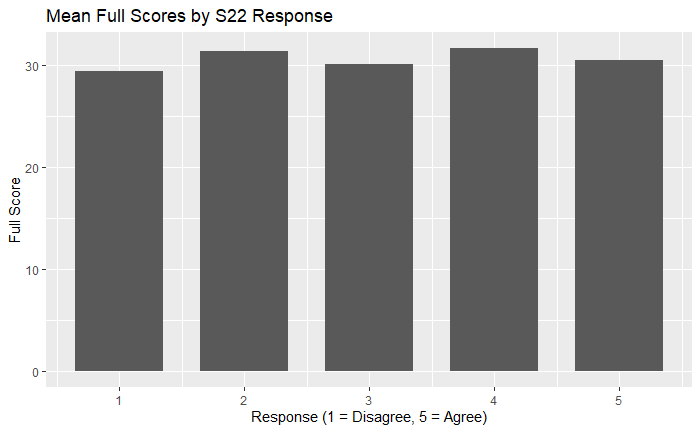 Mean Full Scores by S22 Response
Full Score
30
20
10
0
1 2 3 4 5
Response (1 = Disagree, 5 = Agree)